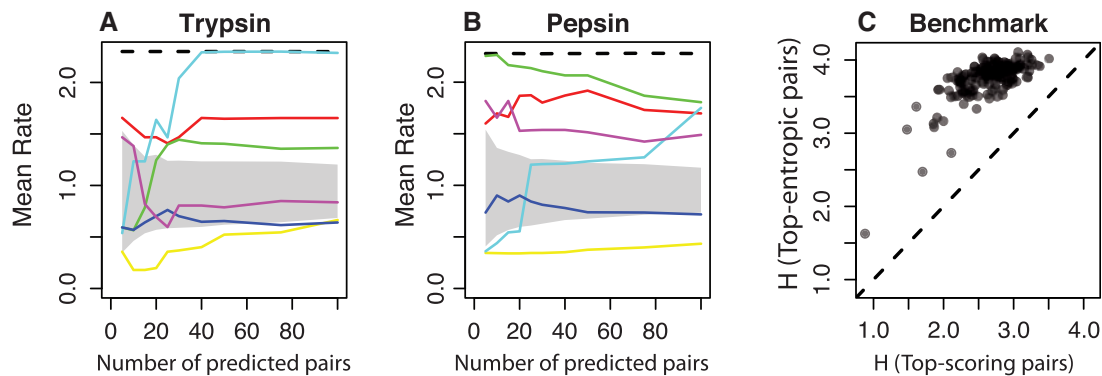 A Trypsin
Mean Rate
0.0 1.0 2.0
0 20 40 60 80
Number of predicted pairs
B Pepsin
Mean Rate
0.0 1.0 2.0
0 20 40 60 80
Number of predicted pairs
C Benchmark
H (Top-entropic pairs)
1.0 2.0 3.0 4.0
1.0 2.0 3.0 4.0
H (Top-scoring pairs)